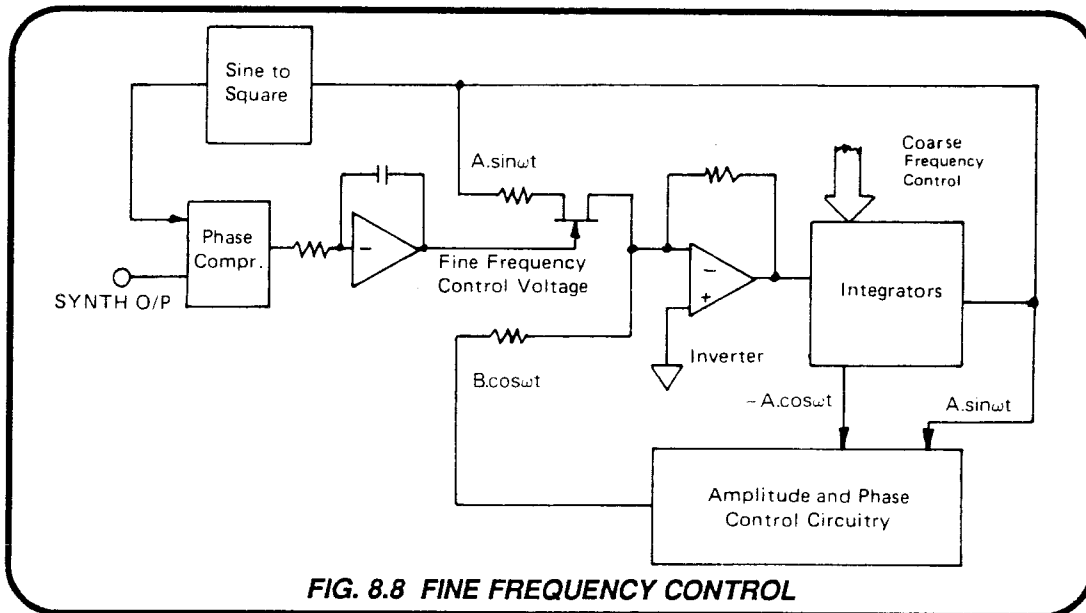 Sine to
Square
A.sinωt
Coarse
Frequency
Control
Phase
Compr.
SYNTH O/P
Fine Frequency
Control Voltage
−
+
−
Integrators
Inverter
B.cosωt
−A.cosωt
A.sinωt
Amplitude and Phase
Control Circuitry
FIG. 8.8 FINE FREQUENCY CONTROL